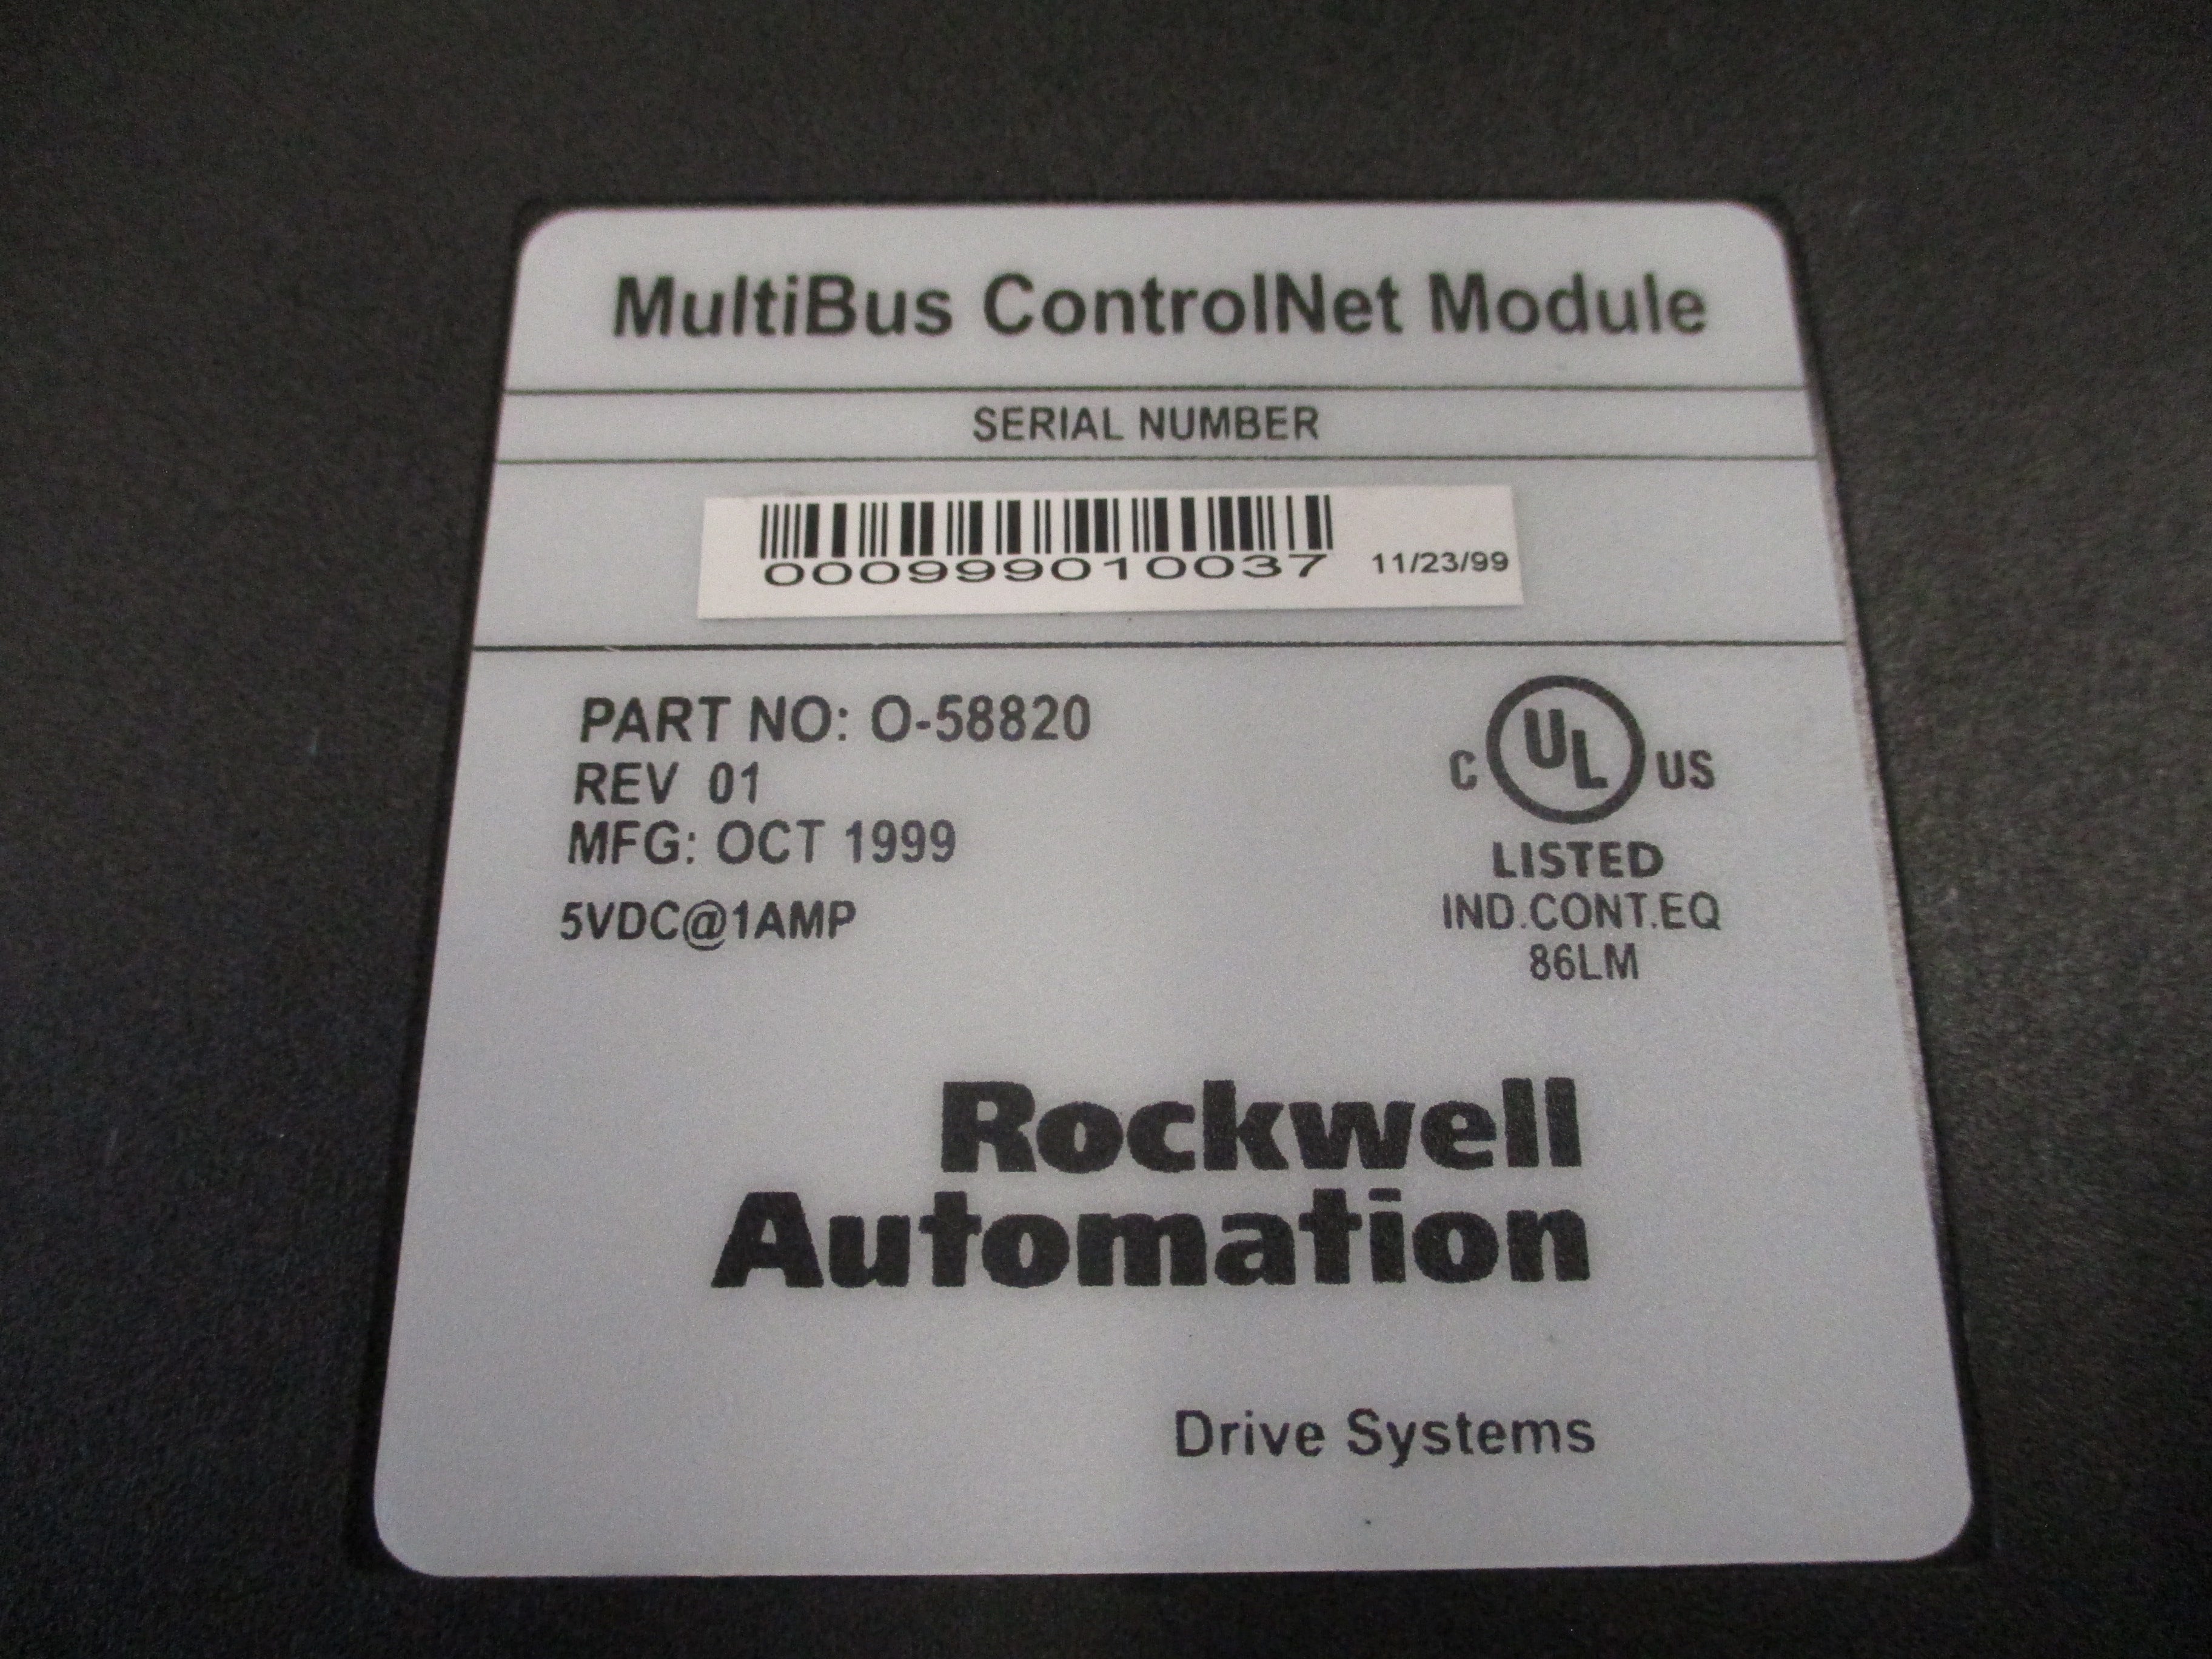 MultiBus ControlNet Module
SERIAL NUMBER
000999010037 11/23/99
PART NO: O-58820
REV 01
MFG: OCT 1999
5VDC@1AMP
C UL US
LISTED
IND.CONT.EQ
86LM
Rockwell
Automation
Drive Systems